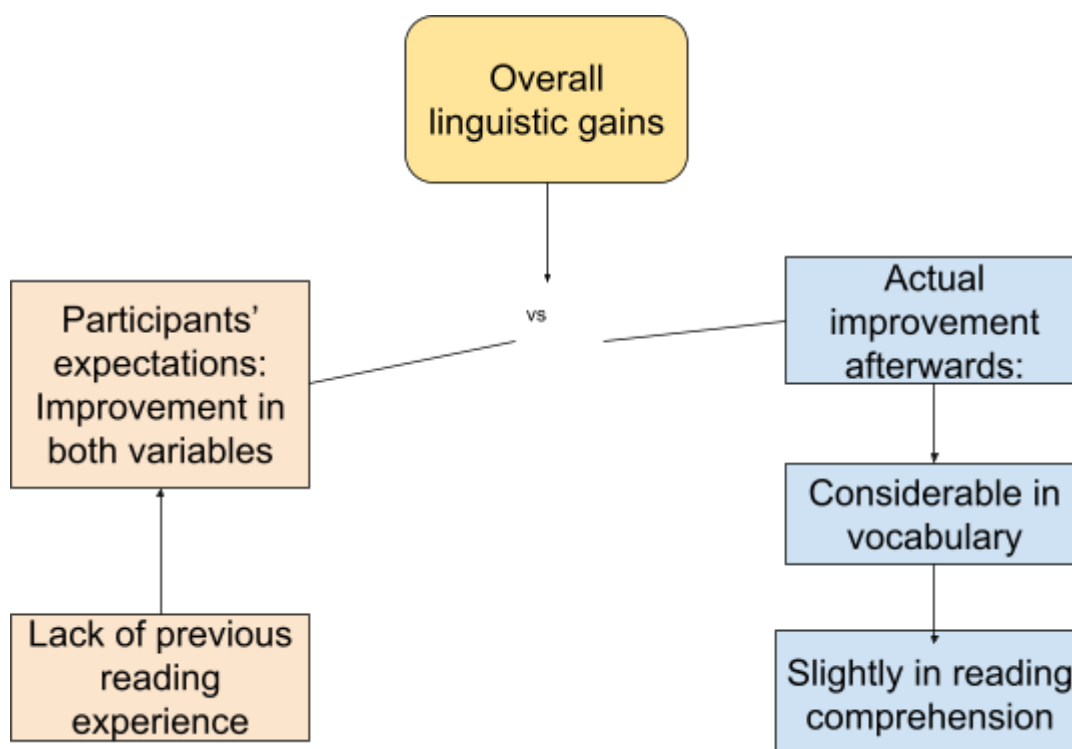 Overall
linguistic gains
vs
Participants’
expectations:
Improvement in
both variables
Lack of previous
reading
experience
Actual
improvement
afterwards:
Considerable in
vocabulary
Slightly in reading
comprehension